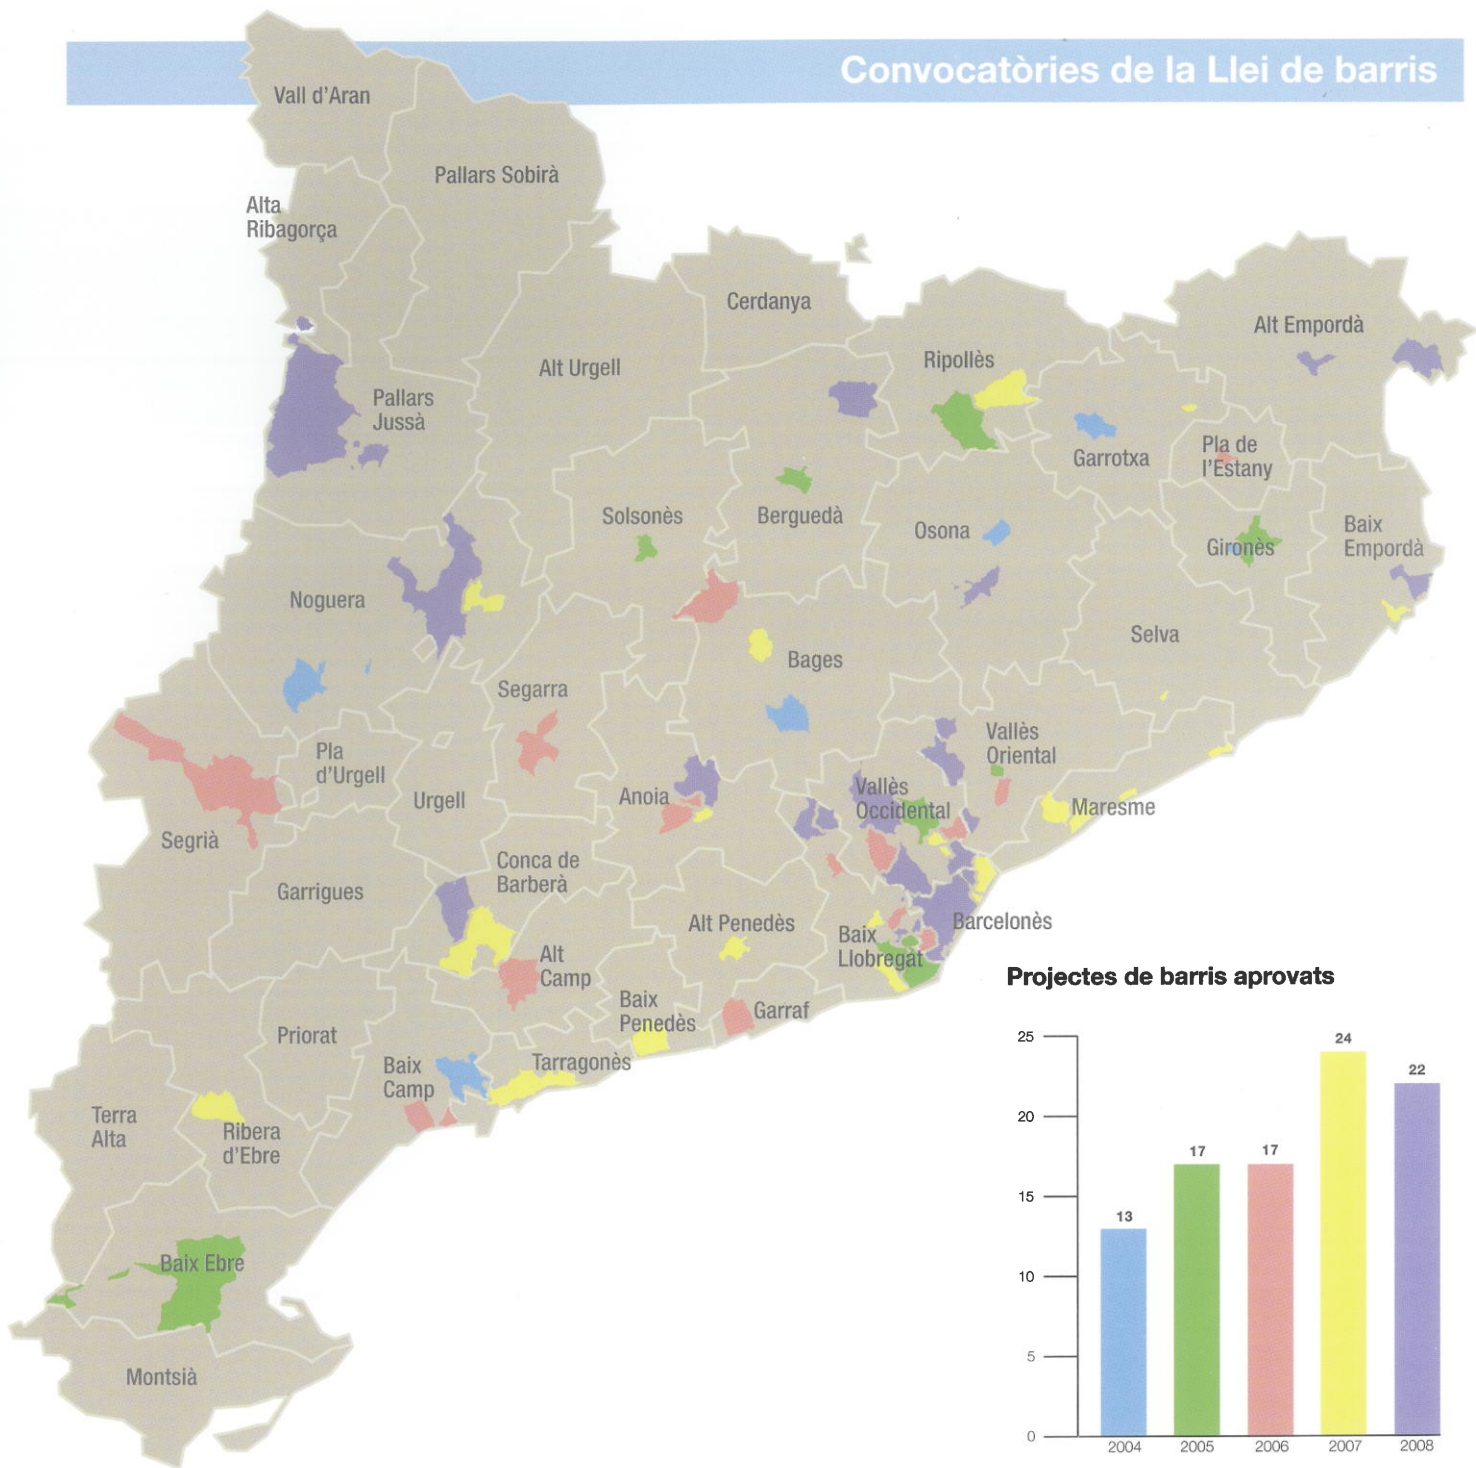 Convocatòries de la Llei de barris
Vall d'Aran
Pallars Sobirà
Alta
Ribagorça
Cerdanya
Alt Empordà
Ripollès
Alt Urgell
Pallars
Jussà
Garrotxa
Pla de
l'Estany
Solsonès
Berguedà
Osona
Gironès
Baix
Empordà
Noguera
Selva
Bages
Segarra
Vallès
Oriental
Pla
d'Urgell
Urgell
Anoia
Vallès
Occidental
Maresme
Segrià
Conca de
Barberà
Garrigues
Alt Penedès
Barcelonès
Baix
Llobregat
Alt
Camp
Baix
Penedès
Garraf
Priorat
Tarragonès
Baix
Camp
Terra
Alta
Ribera
d'Ebre
Baix Ebre
Montsià
Projectes de barris aprovats
25
20
15
10
5
0
13
17
17
24
22
2004
2005
2006
2007
2008